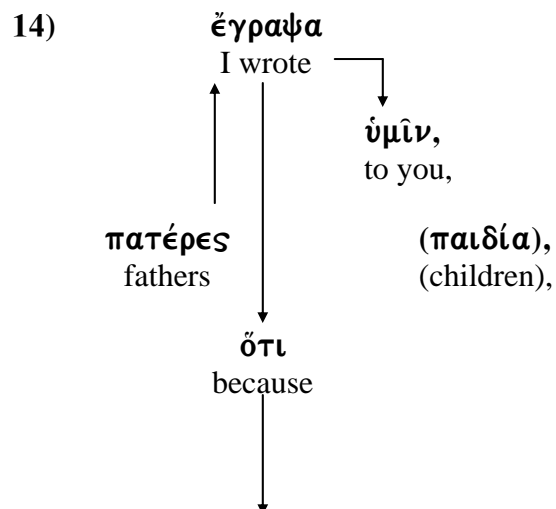 14) ἔγραψα
I wrote
ὑμῖν,
to you,
πατέρες (παιδία),
fathers (children),
ὅτι
because